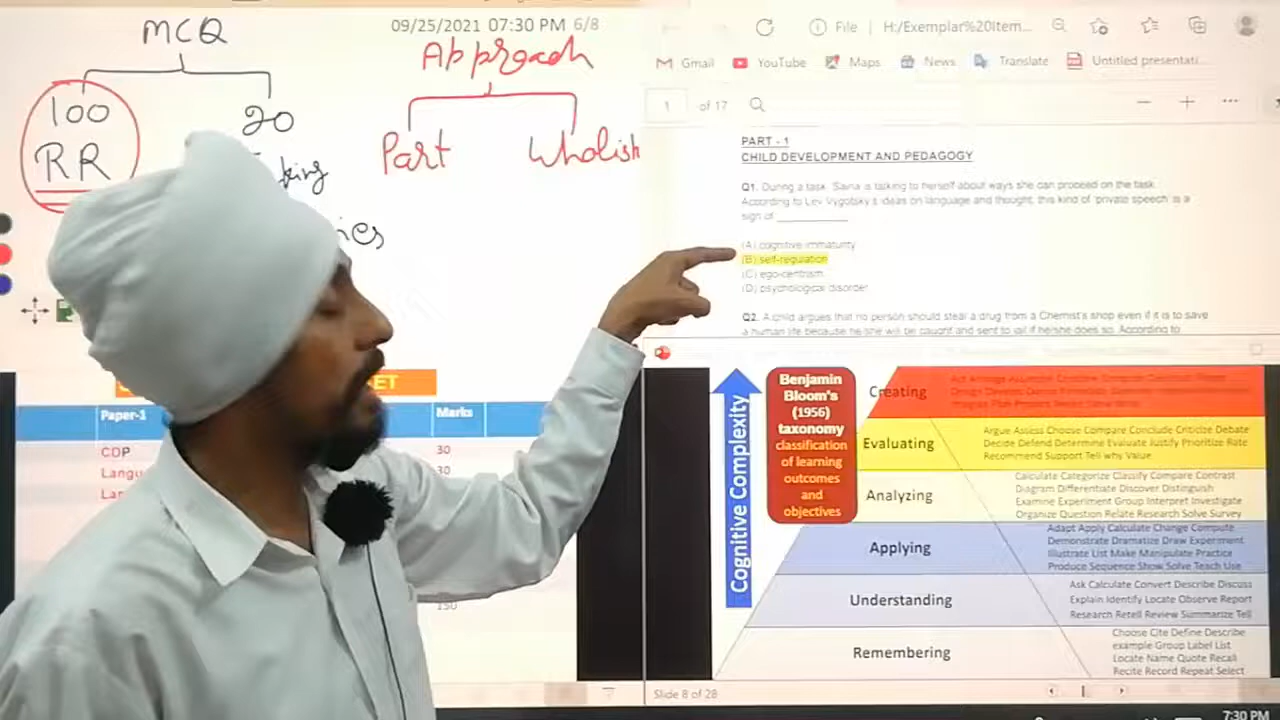 MCQ
09/25/2021 07:30 PM 6/8
Approach
100
20
RR
king
Part
Wholist
ies
ET
Paper-1
Marks
CDP
30
Langu
30
Lan
150
File
H:/Exemplar%20Item...
Gmail
YouTube
Maps
News
Translate
Untitled presentati...
1 of 17
PART - 1
CHILD DEVELOPMENT AND PEDAGOGY
Q1. During a task, Saina is talking to herself about ways she can proceed on the task.
According to Lev Vygotsky's ideas on language and thought, this kind of 'private speech' is a
sign of __________
(A) cognitive immaturity
(B) self-regulation
(C) ego-centrism
(D) psychological disorder
Q2. A child argues that no person should steal a drug from a Chemist's shop even if it is to save
a human life because he/she will be caught and sent to jail if he/she does so. According to
Cognitive Complexity
Benjamin
Bloom's
(1956)
taxonomy
classification
of learning
outcomes
and
objectives
Creating
Evaluating
Argue Assess Choose Compare Conclude Criticize Debate
Decide Defend Determine Evaluate Justify Prioritize Rate
Recommend Support Tell why Value
Analyzing
Calculate Categorize Classify Compare Contrast
Diagram Differentiate Discover Distinguish
Examine Experiment Group Interpret Investigate
Organize Question Relate Research Solve Survey
Applying
Adapt Apply Calculate Change Compute
Demonstrate Dramatize Draw Experiment
Illustrate List Make Manipulate Practice
Produce Sequence Show Solve Teach Use
Understanding
Ask Calculate Convert Describe Discuss
Explain Identify Locate Observe Report
Research Retell Review Summarize Tell
Remembering
Choose Cite Define Describe
example Group Label List
Locate Name Quote Recall
Recite Record Repeat Select
Slide 8 of 28
7:30 PM